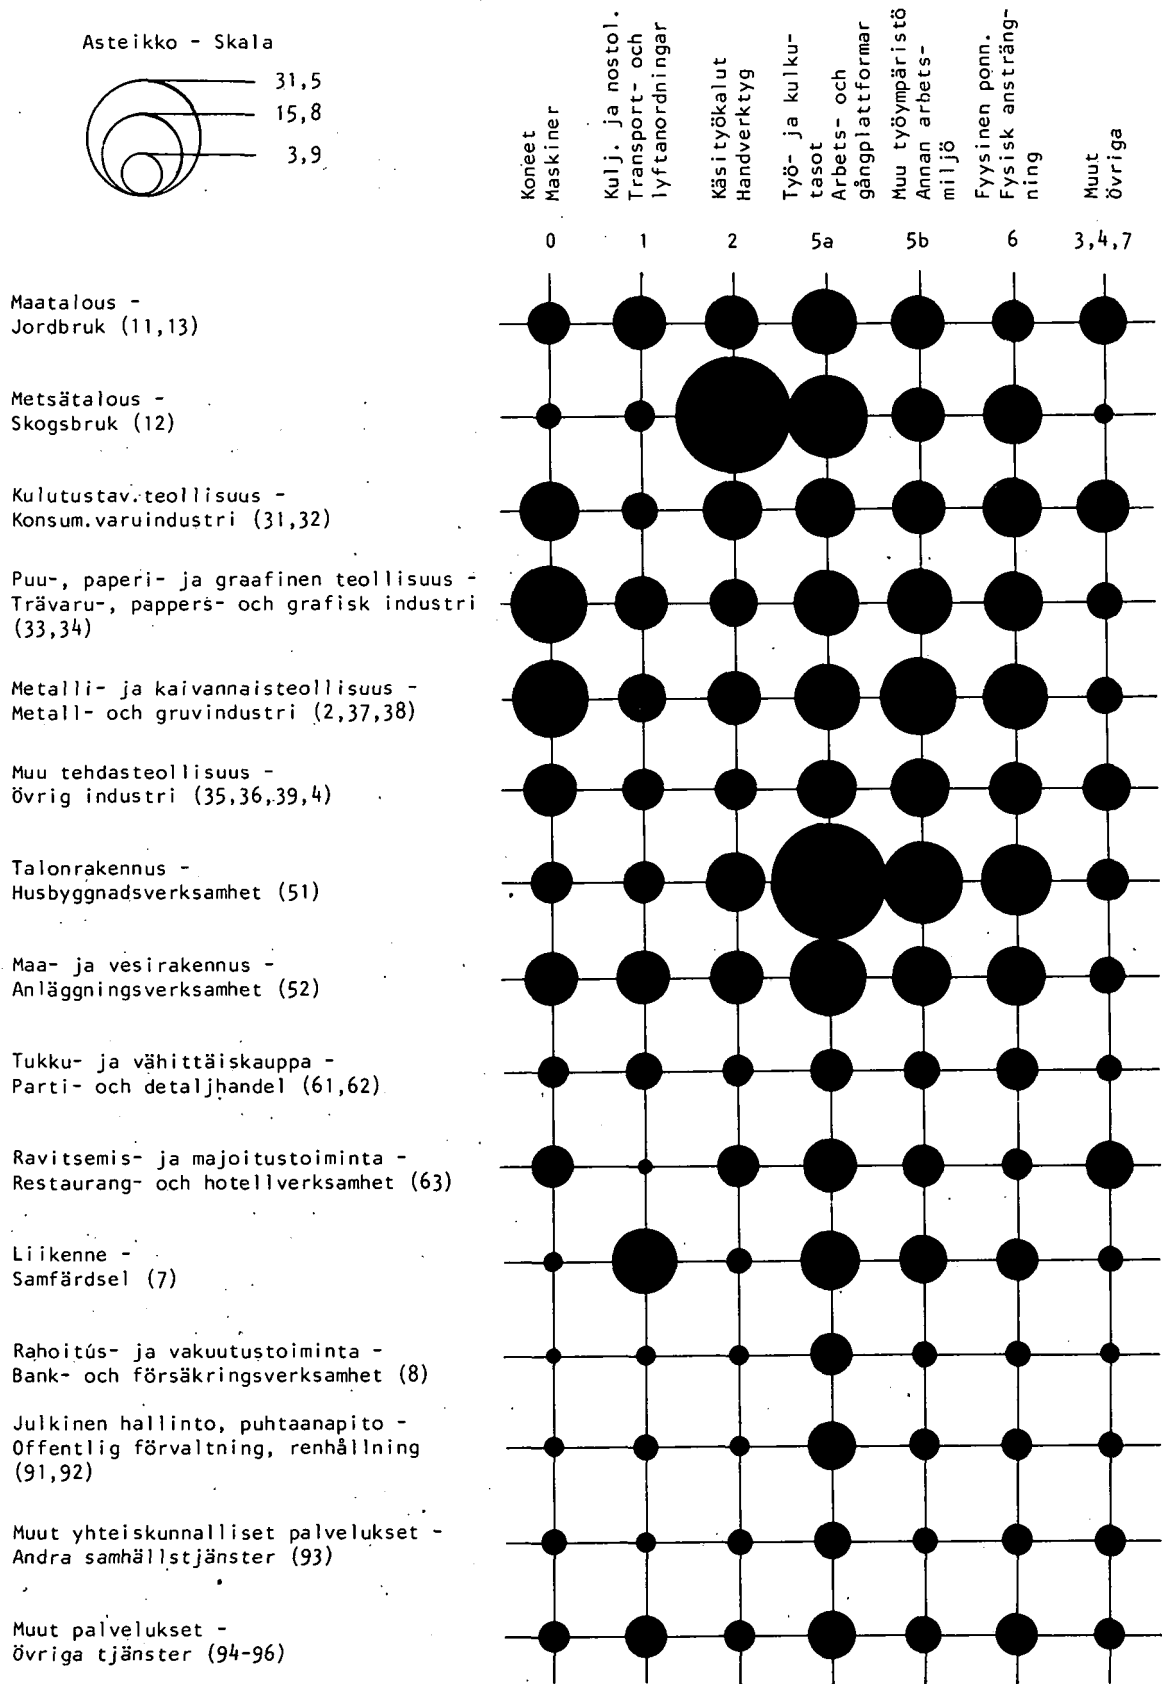 Asteikko - Skala
31,5
15,8
3,9
Koneet
Maskiner
Kulj. ja nostol.
Transport- och
lyftanordningar
Käsityökalut
Handverktyg
Työ- ja kulku-
tasot
Arbets- och
gångplattformar
Muu työympäristö
Annan arbets-
miljö
Fyysinen ponn.
Fysisk ansträng-
ning
Muut
övriga
0 1 2 5a 5b 6 3,4,7
Maatalous -
Jordbruk (11,13)
Metsätalous -
Skogsbruk (12)
Kulutustav.teollisuus -
Konsum.varuindustri (31,32)
Puu-, paperi- ja graafinen teollisuus -
Trävaru-, pappers- och grafisk industri
(33,34)
Metalli- ja kaivannaisteollisuus -
Metall- och gruvindustri (2,37,38)
Muu tehdasteollisuus -
övrig industri (35,36,39,4)
Talonrakennus -
Husbyggnadsverksamhet (51)
Maa- ja vesirakennus -
Anläggningsverksamhet (52)
Tukku- ja vähittäiskauppa -
Parti- och detaljhandel (61,62)
Ravitsemis- ja majoitustoiminta -
Restaurang- och hotellverksamhet (63)
Liikenne -
Samfärdsel (7)
Rahoitus- ja vakuutustoiminta -
Bank- och försäkringsverksamhet (8)
Julkinen hallinto, puhtaanapito -
Offentlig förvaltning, renhållning
(91,92)
Muut yhteiskunnalliset palvelukset -
Andra samhällstjänster (93)
Muut palvelukset -
övriga tjänster (94-96)